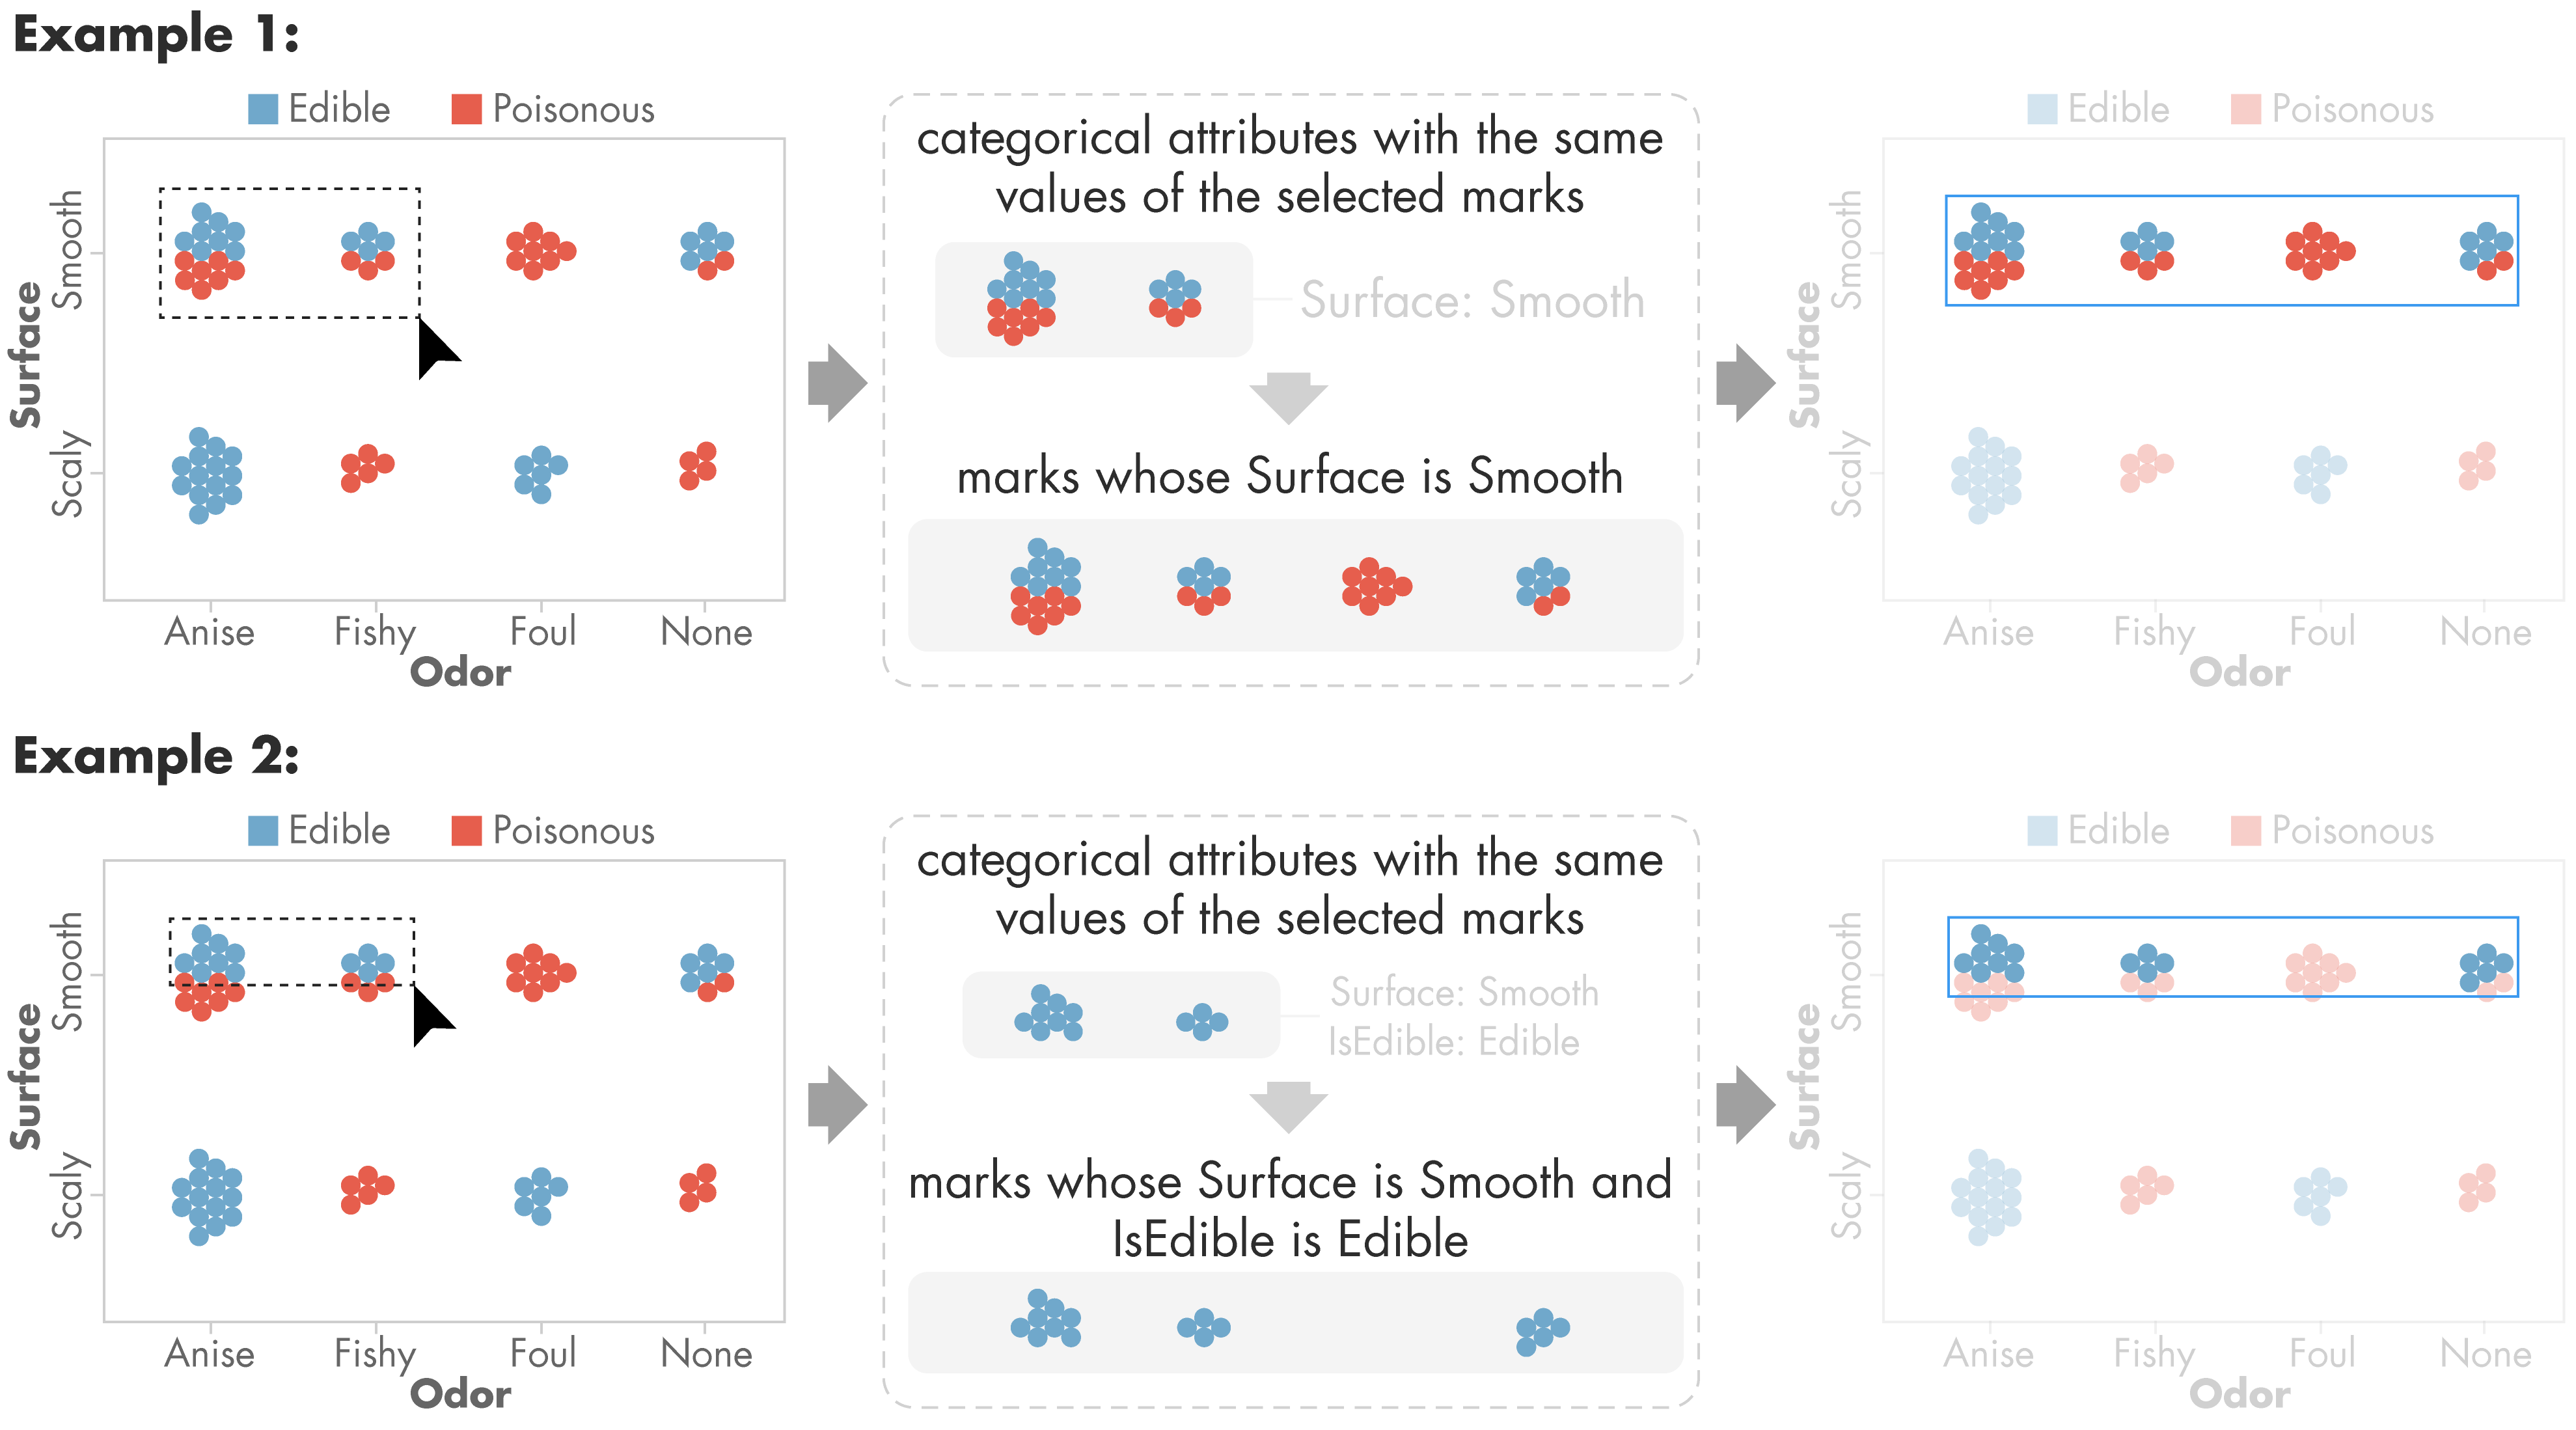 Example 1:
Edible Poisonous
Surface
Smooth
Scaly
Anise Fishy Foul None
Odor
categorical attributes with the same
values of the selected marks
Surface: Smooth
marks whose Surface is Smooth
Edible Poisonous
Surface
Smooth
Scaly
Anise Fishy Foul None
Odor
Example 2:
Edible Poisonous
Surface
Smooth
Scaly
Anise Fishy Foul None
Odor
categorical attributes with the same
values of the selected marks
Surface: Smooth
IsEdible: Edible
marks whose Surface is Smooth and
IsEdible is Edible
Edible Poisonous
Surface
Smooth
Scaly
Anise Fishy Foul None
Odor